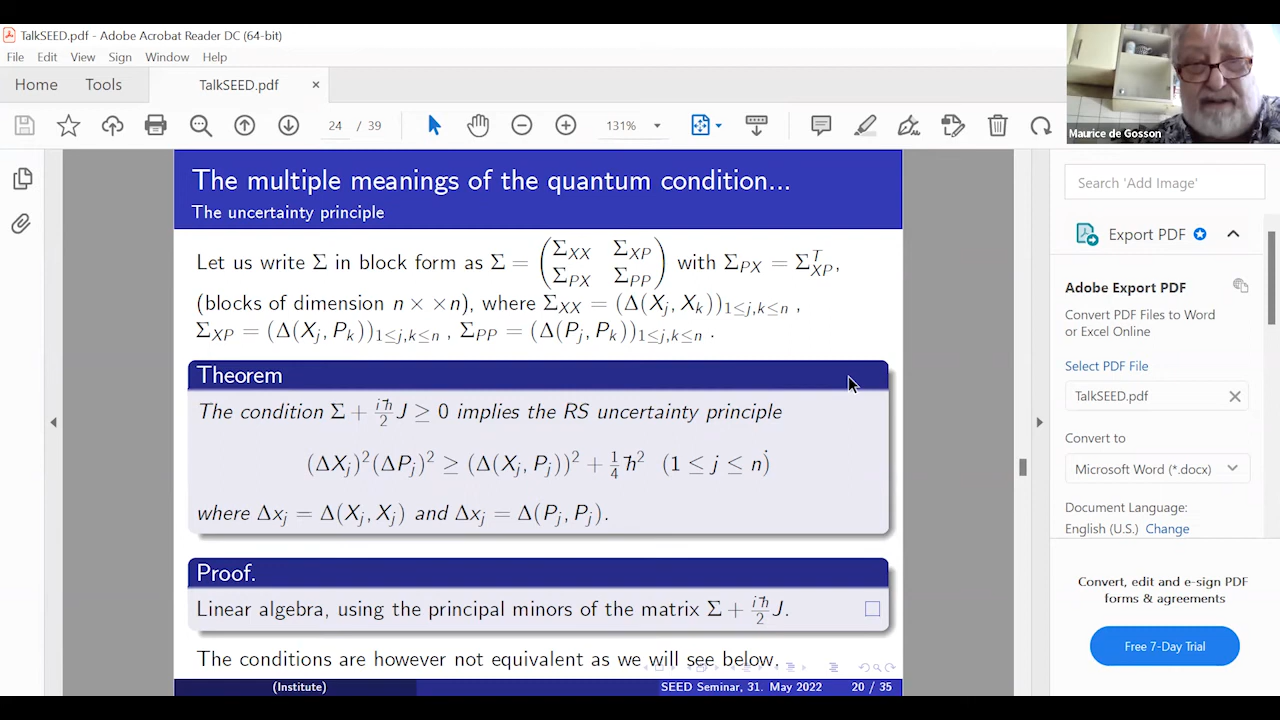 TalkSEED.pdf - Adobe Acrobat Reader DC (64-bit)
File Edit View Sign Window Help
Home Tools TalkSEED.pdf ×
24 / 39 131%
Maurice de Gosson
The multiple meanings of the quantum condition...
The uncertainty principle
Let us write Σ in block form as Σ = (Σ_XX Σ_XP
Σ_PX Σ_PP) with Σ_PX = Σ_XP^T,
(blocks of dimension n × ×n), where Σ_XX = (Δ(X_j, X_k))_1≤j,k≤n ,
Σ_XP = (Δ(X_j, P_k))_1≤j,k≤n , Σ_PP = (Δ(P_j, P_k))_1≤j,k≤n .
Theorem
The condition Σ + iħ/2 J ≥ 0 implies the RS uncertainty principle
(ΔX_j)²(ΔP_j)² ≥ (Δ(X_j, P_j))² + ¼ħ² (1 ≤ j ≤ n)˙
where Δx_j = Δ(X_j, X_j) and Δx_j = Δ(P_j, P_j).
Proof.
Linear algebra, using the principal minors of the matrix Σ + iħ/2 J. □
The conditions are however not equivalent as we will see below.
(Institute) SEED Seminar, 31. May 2022 20 / 35
Search 'Add Image'
Export PDF
Adobe Export PDF
Convert PDF Files to Word
or Excel Online
Select PDF File
TalkSEED.pdf
Convert to
Microsoft Word (*.docx)
Document Language:
English (U.S.) Change
Convert, edit and e-sign PDF
forms & agreements
Free 7-Day Trial